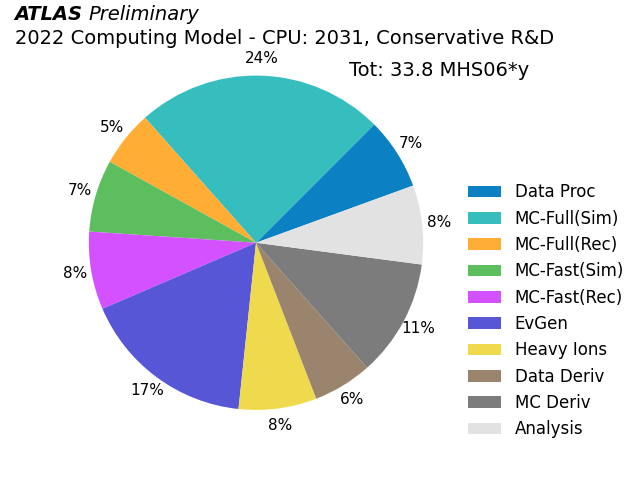 ATLAS Preliminary
2022 Computing Model - CPU: 2031, Conservative R&D
Tot: 33.8 MHS06*y
24%
5%
7%
7%
8%
8%
11%
17%
6%
8%
Data Proc
MC-Full(Sim)
MC-Full(Rec)
MC-Fast(Sim)
MC-Fast(Rec)
EvGen
Heavy Ions
Data Deriv
MC Deriv
Analysis